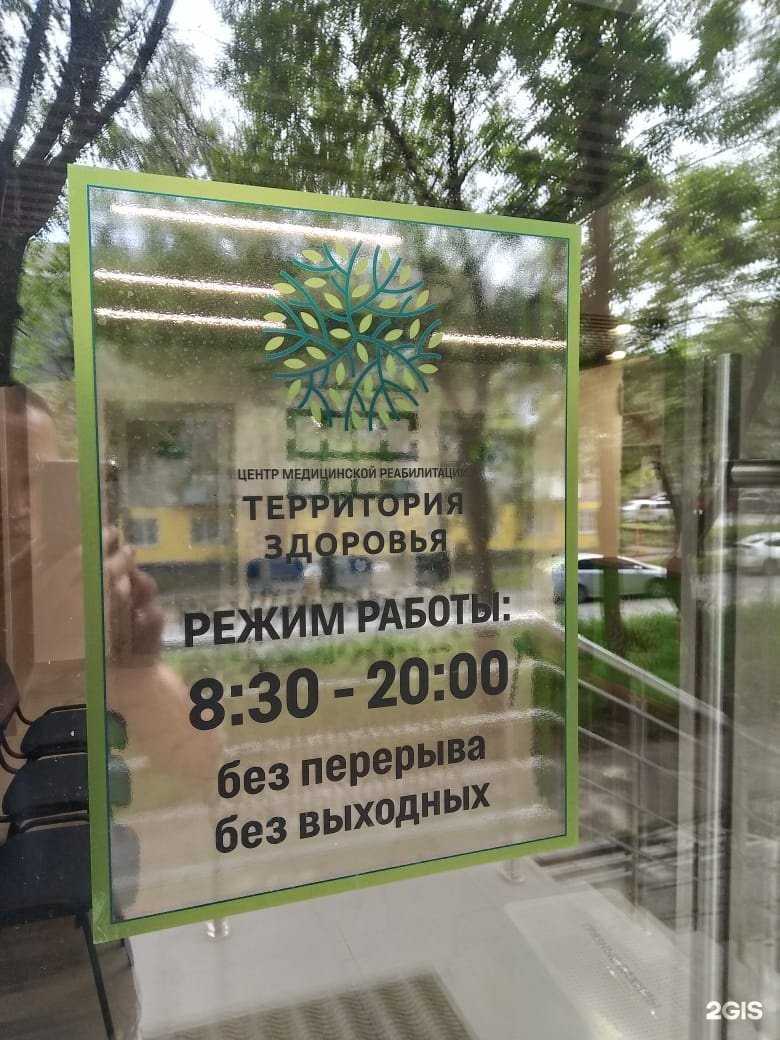 ЦЕНТР МЕДИЦИНСКОЙ РЕАБИЛИТАЦИИ
ТЕРРИТОРИЯ
ЗДОРОВЬЯ
РЕЖИМ РАБОТЫ:
8:30 - 20:00
без перерыва
без выходных
2GIS